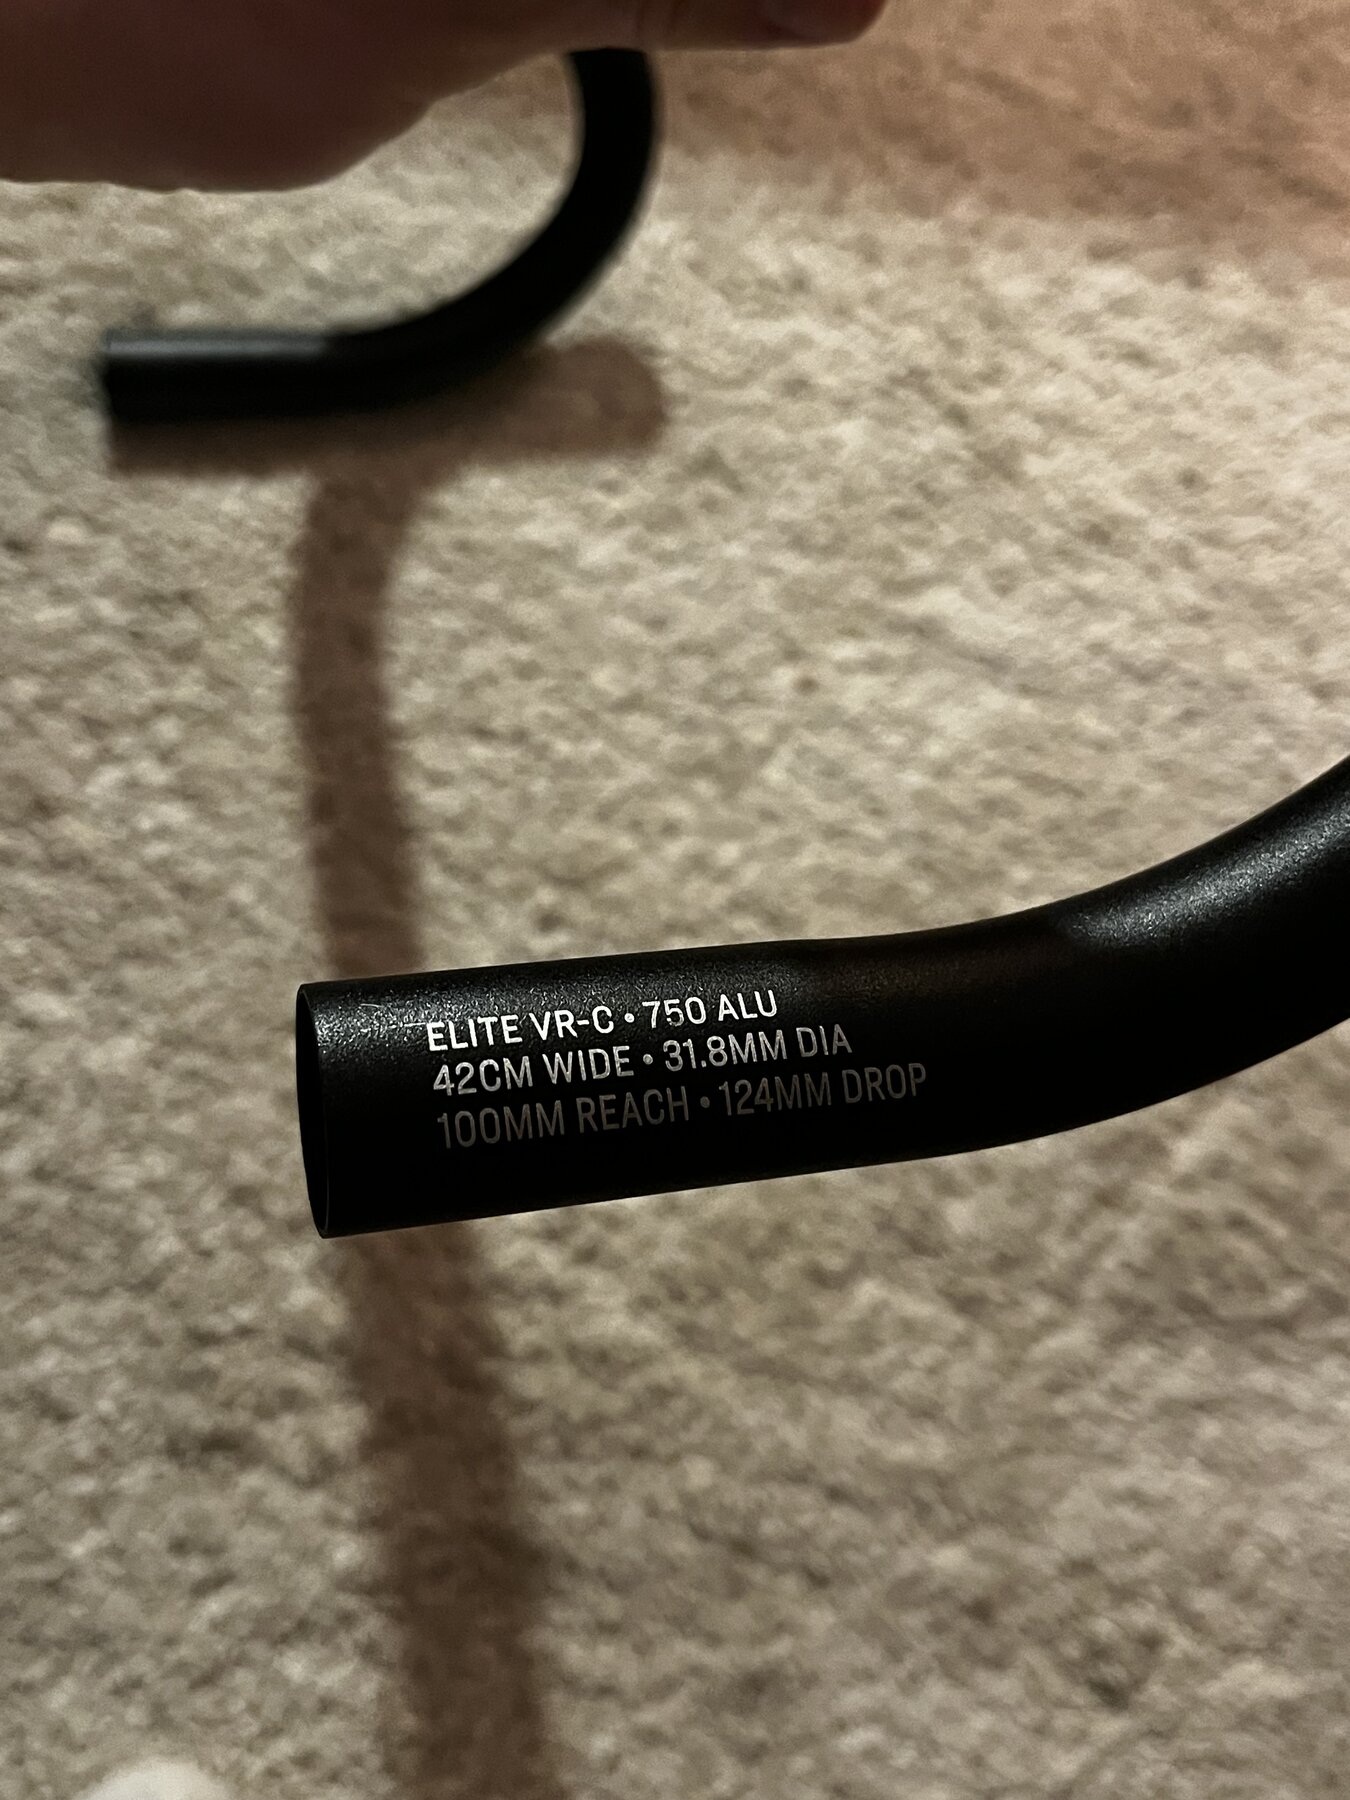 ELITE VR-C • 750 ALU
42CM WIDE • 31.8MM DIA
100MM REACH • 124MM DROP